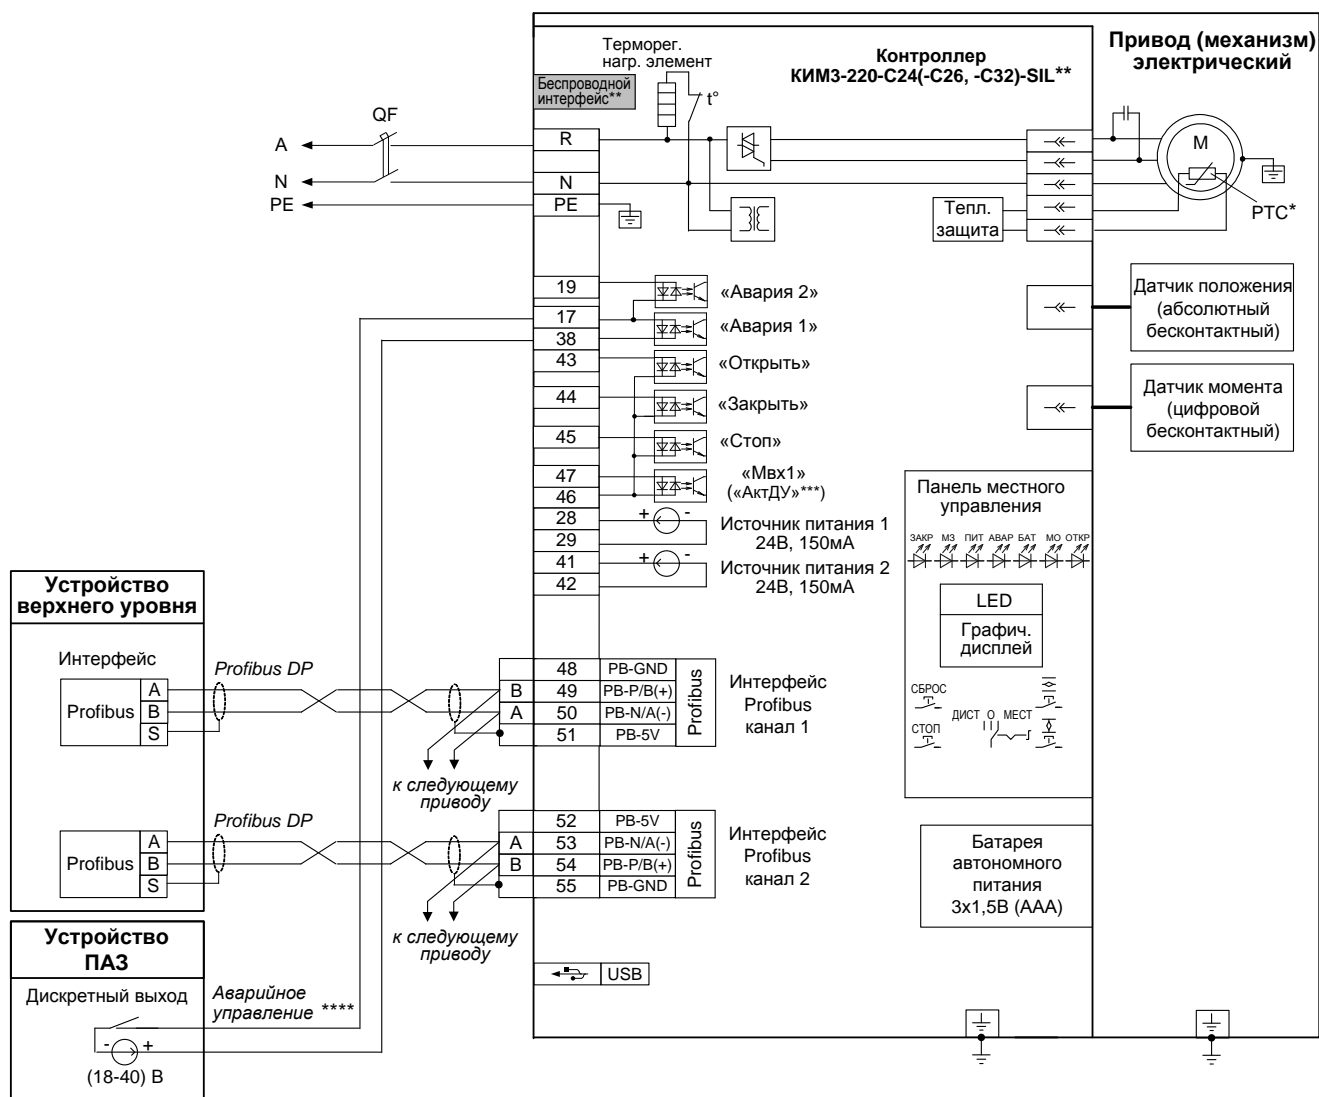 Терморег.
нагр. элемент
Контроллер
КИМ3-220-С24(-С26, -С32)-SIL**
Привод (механизм)
электрический
Беспроводной
интерфейс**
t°
QF
A
R
N
N
PE
PE
M
PTC*
Тепл.
защита
19
«Авария 2»
17
«Авария 1»
38
43
«Открыть»
44
«Закрыть»
45
«Стоп»
47
«Мвх1»
46
(«АктДУ»***)
28
+ -
Источник питания 1
29
24В, 150мА
41
+ -
Источник питания 2
42
24В, 150мА
Датчик положения
(абсолютный
бесконтактный)
Датчик момента
(цифровой
бесконтактный)
Панель местного
управления
ЗАКР МЗ ПИТ АВАР БАТ МО ОТКР
LED
Графич.
дисплей
СБРОС
СТОП
ДИСТ О МЕСТ
Батарея
автономного
питания
3х1,5В (ААА)
Устройство
верхнего уровня
Интерфейс
Profibus
A
B
S
Profibus DP
48 PB-GND
B 49 PB-P/B(+)
A 50 PB-N/A(-)
51 PB-5V
Profibus
Интерфейс
Profibus
канал 1
к следующему
приводу
Profibus
A
B
S
Profibus DP
52 PB-5V
A 53 PB-N/A(-)
B 54 PB-P/B(+)
55 PB-GND
Profibus
Интерфейс
Profibus
канал 2
к следующему
приводу
USB
Устройство
ПАЗ
Дискретный выход
Аварийное
управление ****
- +
(18-40) В